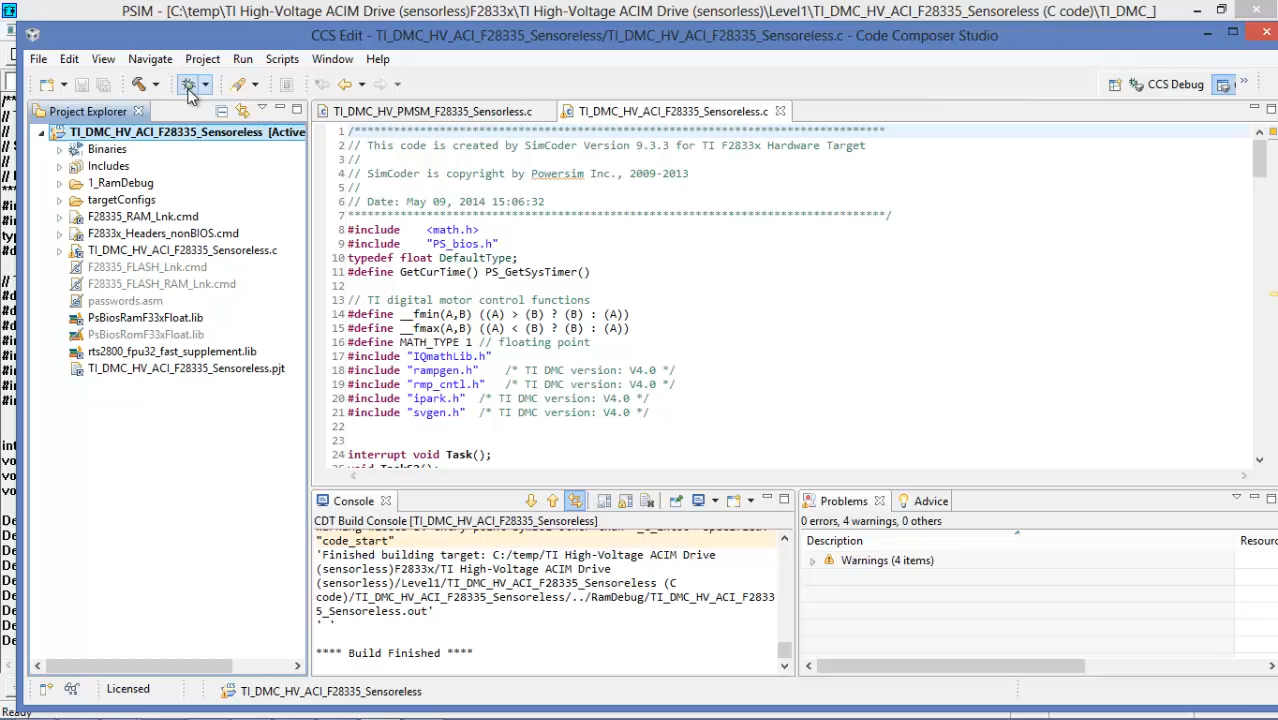 PSIM - [C:\temp\TI High-Voltage ACIM Drive (sensorless)F2833x\TI High-Voltage ACIM Drive (sensorless)\Level1\TI_DMC_HV_ACI_F28335_Sensoreless (C code)\TI_DMC_]
CCS Edit - TI_DMC_HV_ACI_F28335_Sensoreless/TI_DMC_HV_ACI_F28335_Sensoreless.c - Code Composer Studio
File Edit View Navigate Project Run Scripts Window Help
CCS Debug
Project Explorer
TI_DMC_HV_ACI_F28335_Sensoreless [Active
Binaries
Includes
1_RamDebug
targetConfigs
F28335_RAM_Lnk.cmd
F2833x_Headers_nonBIOS.cmd
TI_DMC_HV_ACI_F28335_Sensoreless.c
F28335_FLASH_Lnk.cmd
F28335_FLASH_RAM_Lnk.cmd
passwords.asm
PsBiosRamF33xFloat.lib
PsBiosRomF33xFloat.lib
rts2800_fpu32_fast_supplement.lib
TI_DMC_HV_ACI_F28335_Sensoreless.pjt
TI_DMC_HV_PMSM_F28335_Sensorless.c TI_DMC_HV_ACI_F28335_Sensoreless.c
1 /************************************************************************************
2 // This code is created by SimCoder Version 9.3.3 for TI F2833x Hardware Target
3 //
4 // SimCoder is copyright by Powersim Inc., 2009-2013
5 //
6 // Date: May 09, 2014 15:06:32
7 ************************************************************************************/
8 #include <math.h>
9 #include "PS_bios.h"
10 typedef float DefaultType;
11 #define GetCurTime() PS_GetSysTimer()
12
13 // TI digital motor control functions
14 #define __fmin(A,B) ((A) > (B) ? (B) : (A))
15 #define __fmax(A,B) ((A) < (B) ? (B) : (A))
16 #define MATH_TYPE 1 // floating point
17 #include "IQmathLib.h"
18 #include "rampgen.h" /* TI DMC version: V4.0 */
19 #include "rmp_cntl.h" /* TI DMC version: V4.0 */
20 #include "ipark.h" /* TI DMC version: V4.0 */
21 #include "svgen.h" /* TI DMC version: V4.0 */
22
23
24 interrupt void Task();
Console
CDT Build Console [TI_DMC_HV_ACI_F28335_Sensoreless]
"code_start"
'Finished building target: C:/temp/TI High-Voltage ACIM Drive
(sensorless)F2833x/TI High-Voltage ACIM Drive
(sensorless)/Level1/TI_DMC_HV_ACI_F28335_Sensoreless (C
code)/TI_DMC_HV_ACI_F28335_Sensoreless/../RamDebug/TI_DMC_HV_ACI_F2833
5_Sensoreless.out'
' '
**** Build Finished ****
Problems Advice
0 errors, 4 warnings, 0 others
Description Resourc
Warnings (4 items)
Licensed TI_DMC_HV_ACI_F28335_Sensoreless
Ready